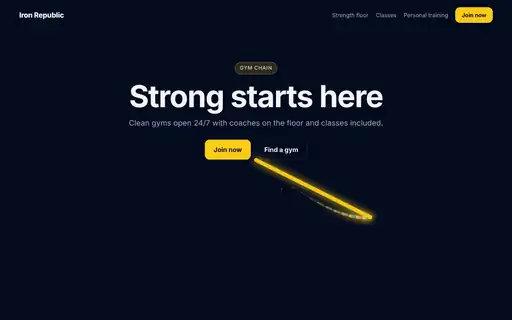 Iron Republic
Strength floor Classes Personal training Join now
GYM CHAIN
Strong starts here
Clean gyms open 24/7 with coaches on the floor and classes included.
Join now Find a gym